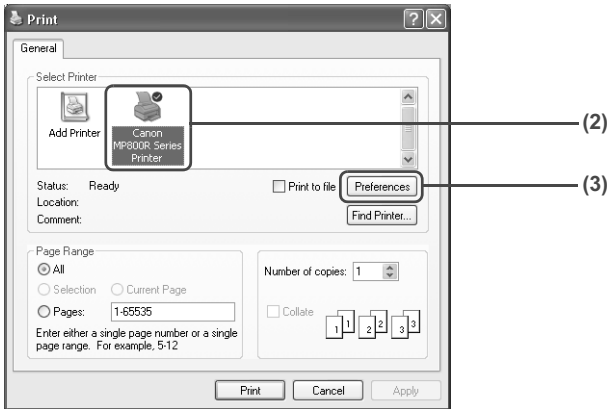 Print
General
Select Printer
Add Printer
Canon
MP800R Series
Printer
(2)
Status: Ready
Print to file
Preferences
(3)
Location:
Comment:
Find Printer...
Page Range
All
Selection
Current Page
Pages: 1-65535
Enter either a single page number or a single
page range. For example, 5-12
Number of copies: 1
Collate
1 1 2 2 3 3
Print
Cancel
Apply